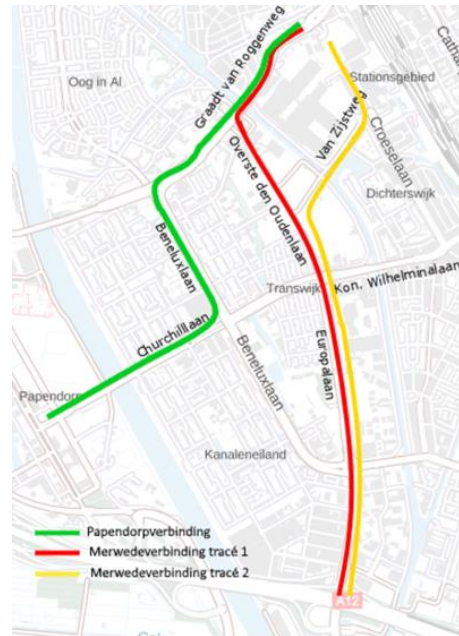 Oog in Al
Graadt van Roggenweg
Stationsgebied
Van Zijstweg
Croeselaan
Overste den Oudenlaan
Dichterswijk
Beneluxlaan
Kon. Wilhelminalaan
Transwijk
Churchilllaan
Europalaan
Beneluxlaan
Papendorp
Kanaleneiland
Papendorpverbinding
Merwedeverbinding tracé 1
Merwedeverbinding tracé 2
A12